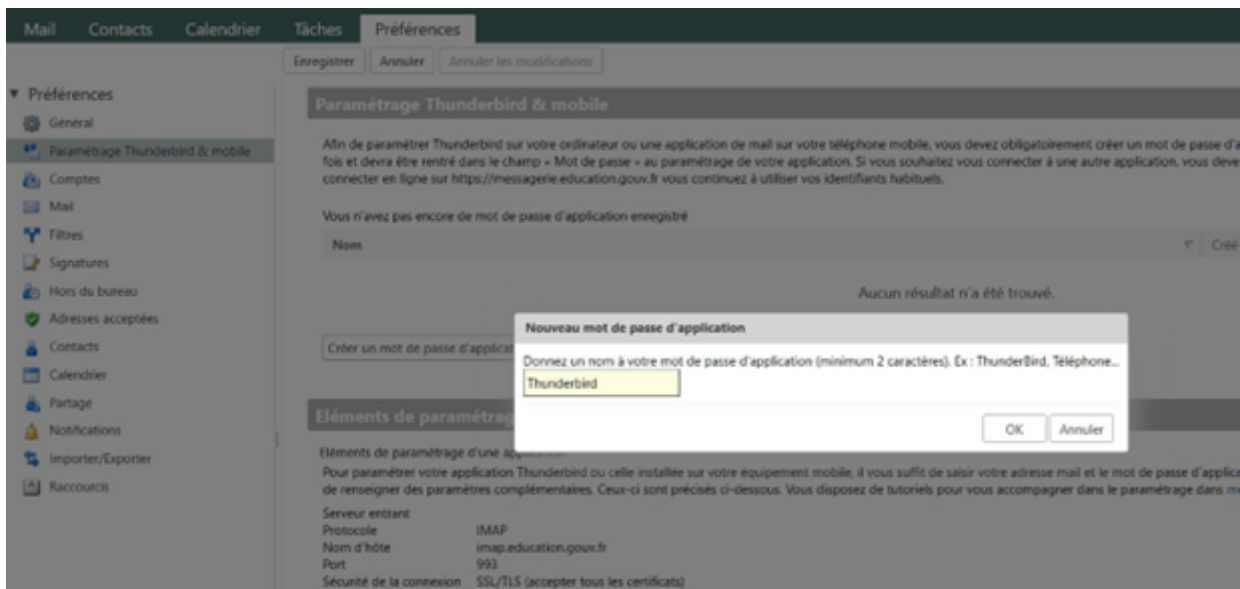 Mail Contacts Calendrier Tâches Préférences
Enregistrer Annuler Annuler les modifications
Préférences
Général
Paramétrage Thunderbird & mobile
Comptes
Mail
Filtres
Signatures
Hors du bureau
Adresses acceptées
Contacts
Calendrier
Partage
Notifications
Importer/Exporter
Raccourcis
Paramétrage Thunderbird & mobile
Afin de paramétrer Thunderbird sur votre ordinateur ou une application de mail sur votre téléphone mobile, vous devez obligatoirement créer un mot de passe d'a
fois et devra être rentré dans le champ « Mot de passe » au paramétrage de votre application. Si vous souhaitez vous connecter à une autre application, vous deve
connecter en ligne sur https://messagerie.education.gouv.fr vous continuez à utiliser vos identifiants habituels.
Vous n'avez pas encore de mot de passe d'application enregistré
Nom Créé
Aucun résultat n'a été trouvé.
Créer un mot de passe d'applicat
Nouveau mot de passe d'application
Donnez un nom à votre mot de passe d'application (minimum 2 caractères). Ex : ThunderBird, Téléphone...
Thunderbird
OK Annuler
Eléments de paramétrag
Eléments de paramétrage d'une application
Pour paramétrer votre application Thunderbird ou celle installée sur votre équipement mobile, il vous suffit de saisir votre adresse mail et le mot de passe d'applica
de renseigner des paramètres complémentaires. Ceux-ci sont précisés ci-dessous. Vous disposez de tutoriels pour vous accompagner dans le paramétrage dans me
Serveur entrant
Protocole IMAP
Nom d'hôte imap.education.gouv.fr
Port 993
Sécurité de la connexion SSL/TLS (accepter tous les certificats)